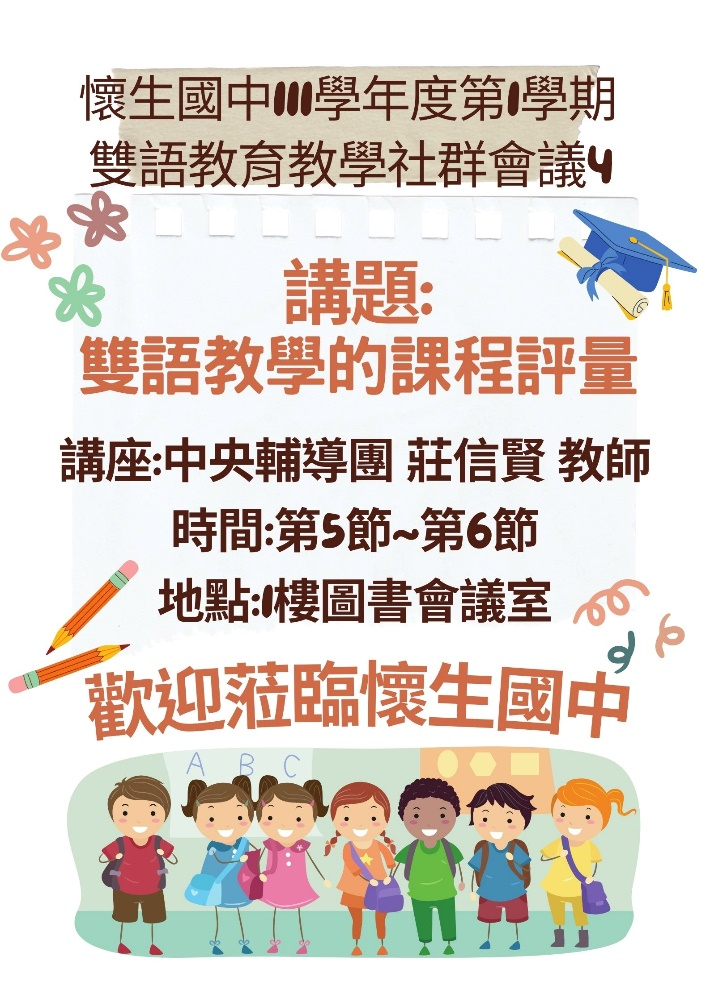 懷生國中111學年度第1學期
雙語教育教學社群會議4
講題:
雙語教學的課程評量
講座:中央輔導團 莊信賢 教師
時間:第5節~第6節
地點:1樓圖書會議室
歡迎蒞臨懷生國中
A B C